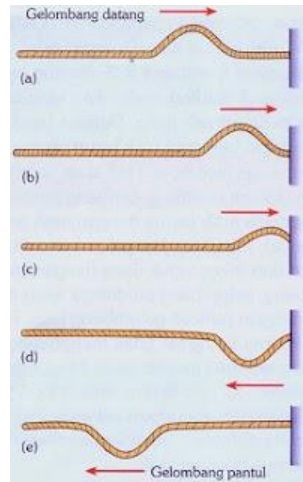 Gelombang datang
(a)
(b)
(c)
(d)
(e)
Gelombang pantul